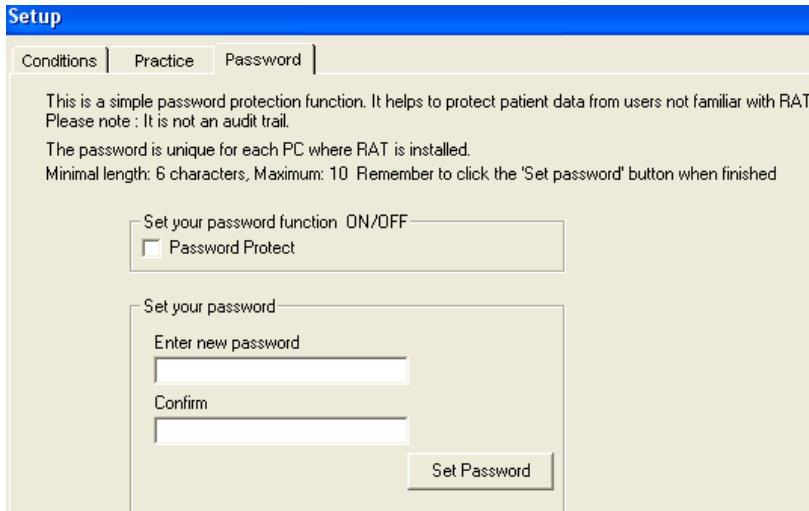 Setup
Conditions
Practice
Password
This is a simple password protection function. It helps to protect patient data from users not familiar with RAT
Please note : It is not an audit trail.
The password is unique for each PC where RAT is installed.
Minimal length: 6 characters, Maximum: 10 Remember to click the 'Set password' button when finished
Set your password function ON/OFF
Password Protect
Set your password
Enter new password
Confirm
Set Password